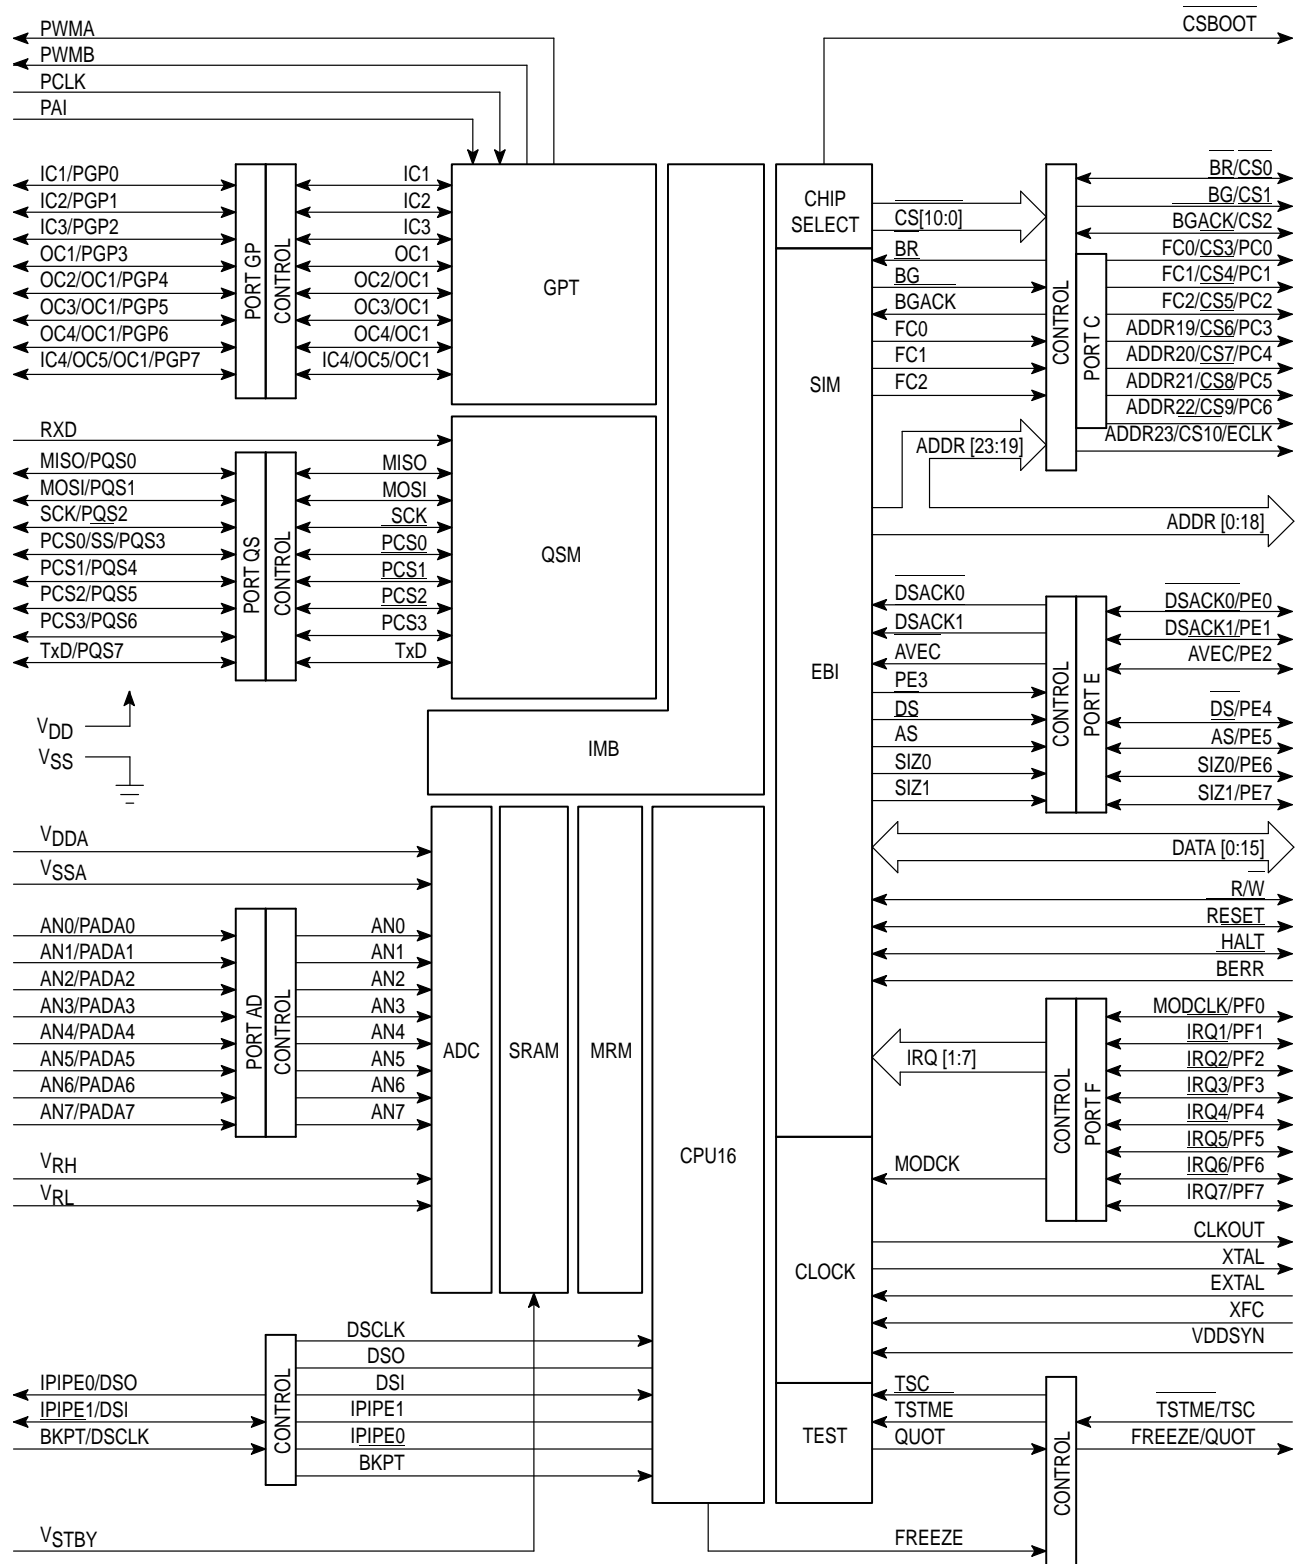 PWMA
PWMB
PCLK
PAI
CSBOOT
IC1/PGP0
IC2/PGP1
IC3/PGP2
OC1/PGP3
OC2/OC1/PGP4
OC3/OC1/PGP5
OC4/OC1/PGP6
IC4/OC5/OC1/PGP7
PORT GP
CONTROL
IC1
IC2
IC3
OC1
OC2/OC1
OC3/OC1
OC4/OC1
IC4/OC5/OC1
GPT
RXD
MISO/PQS0
MOSI/PQS1
SCK/PQS2
PCS0/SS/PQS3
PCS1/PQS4
PCS2/PQS5
PCS3/PQS6
TxD/PQS7
PORT QS
CONTROL
MISO
MOSI
SCK
PCS0
PCS1
PCS2
PCS3
TxD
QSM
VDD
VSS
IMB
VDDA
VSSA
AN0/PADA0
AN1/PADA1
AN2/PADA2
AN3/PADA3
AN4/PADA4
AN5/PADA5
AN6/PADA6
AN7/PADA7
PORT AD
CONTROL
AN0
AN1
AN2
AN3
AN4
AN5
AN6
AN7
VRH
VRL
ADC
SRAM
MRM
CPU16
IPIPE0/DSO
IPIPE1/DSI
BKPT/DSCLK
CONTROL
DSCLK
DSO
DSI
IPIPE1
IPIPE0
BKPT
VSTBY
CHIP
SELECT
SIM
EBI
CLOCK
TEST
CS[10:0]
BR
BG
BGACK
FC0
FC1
FC2
ADDR [23:19]
CONTROL
PORT C
BR/CS0
BG/CS1
BGACK/CS2
FC0/CS3/PC0
FC1/CS4/PC1
FC2/CS5/PC2
ADDR19/CS6/PC3
ADDR20/CS7/PC4
ADDR21/CS8/PC5
ADDR22/CS9/PC6
ADDR23/CS10/ECLK
ADDR [0:18]
DSACK0
DSACK1
AVEC
PE3
DS
AS
SIZ0
SIZ1
CONTROL
PORT E
DSACK0/PE0
DSACK1/PE1
AVEC/PE2
DS/PE4
AS/PE5
SIZ0/PE6
SIZ1/PE7
DATA [0:15]
R/W
RESET
HALT
BERR
IRQ [1:7]
MODCK
CONTROL
PORT F
MODCLK/PF0
IRQ1/PF1
IRQ2/PF2
IRQ3/PF3
IRQ4/PF4
IRQ5/PF5
IRQ6/PF6
IRQ7/PF7
CLKOUT
XTAL
EXTAL
XFC
VDDSYN
TSC
TSTME
QUOT
FREEZE
CONTROL
TSTME/TSC
FREEZE/QUOT